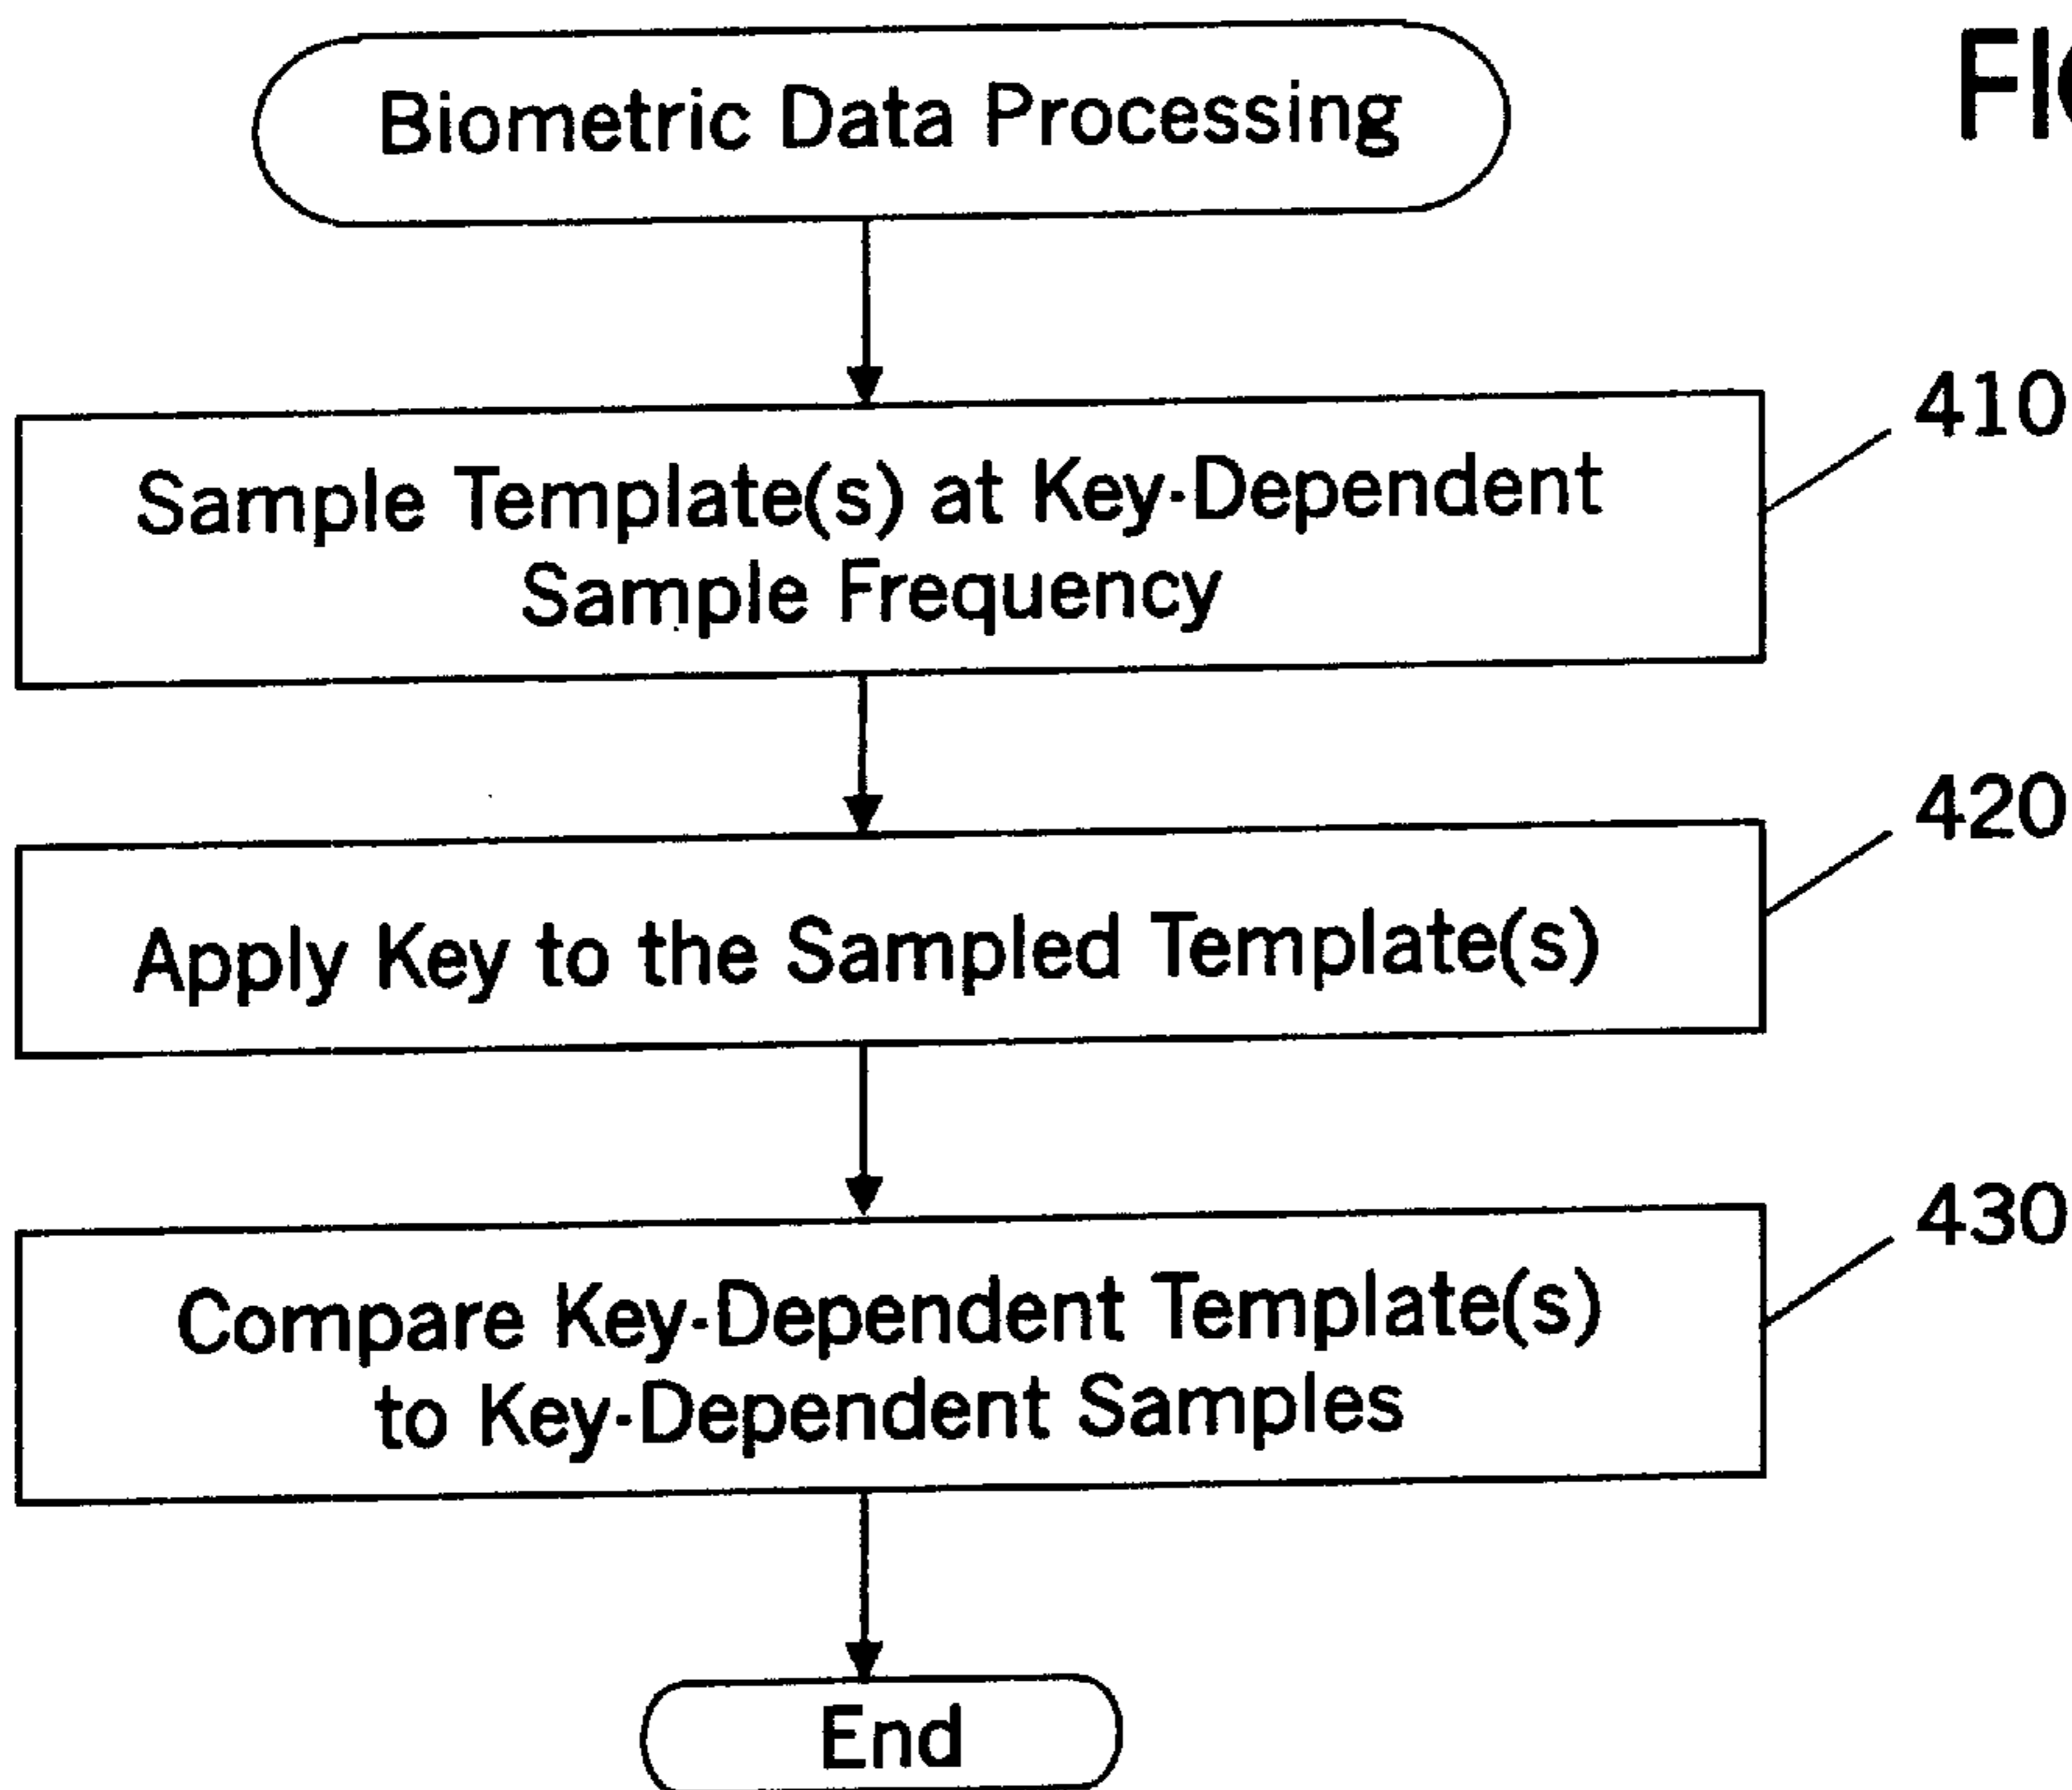 Biometric Data Processing
410
Sample Template(s) at Key-Dependent
Sample Frequency
420
Apply Key to the Sampled Template(s)
430
Compare Key-Dependent Template(s)
to Key-Dependent Samples
End